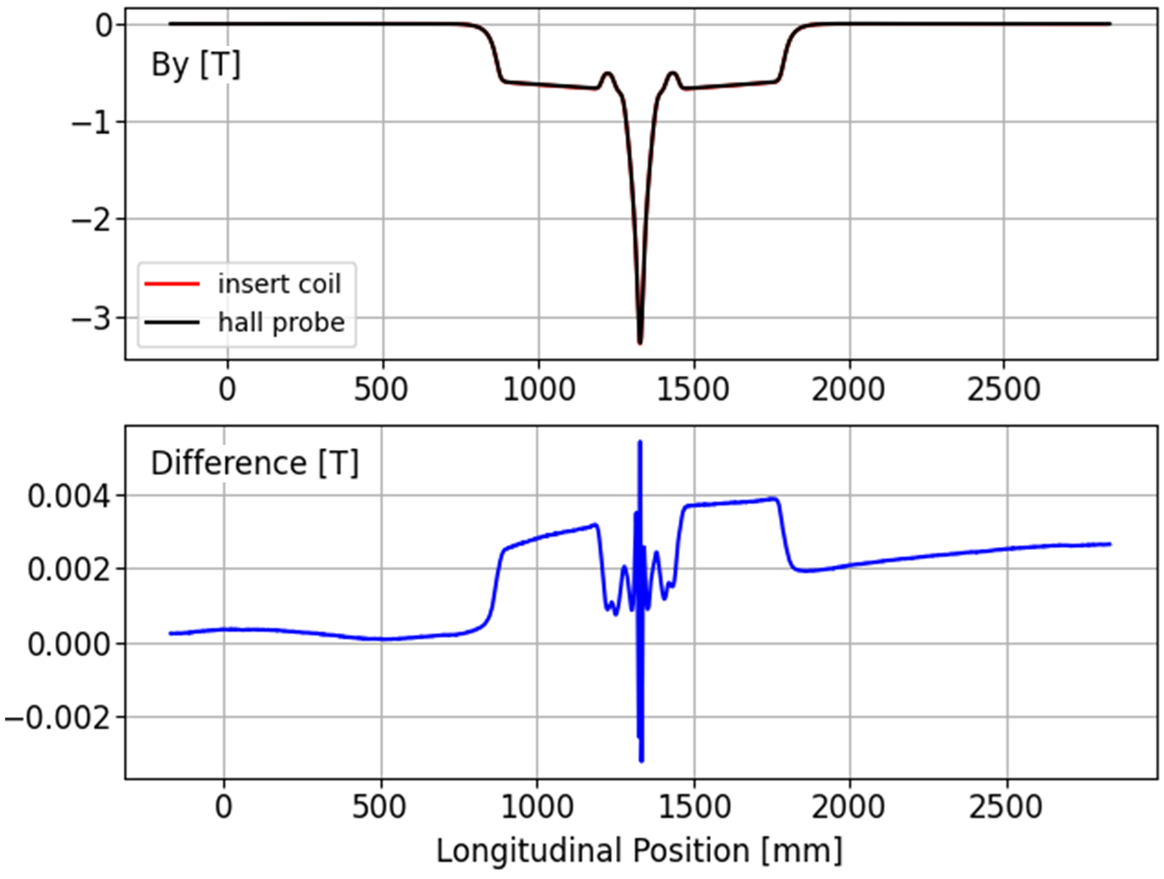 0
By [T]
−1
−2
insert coil
−3
hall probe
0 500 1000 1500 2000 2500
Difference [T]
0.004
0.002
0.000
−0.002
0 500 1000 1500 2000 2500
Longitudinal Position [mm]